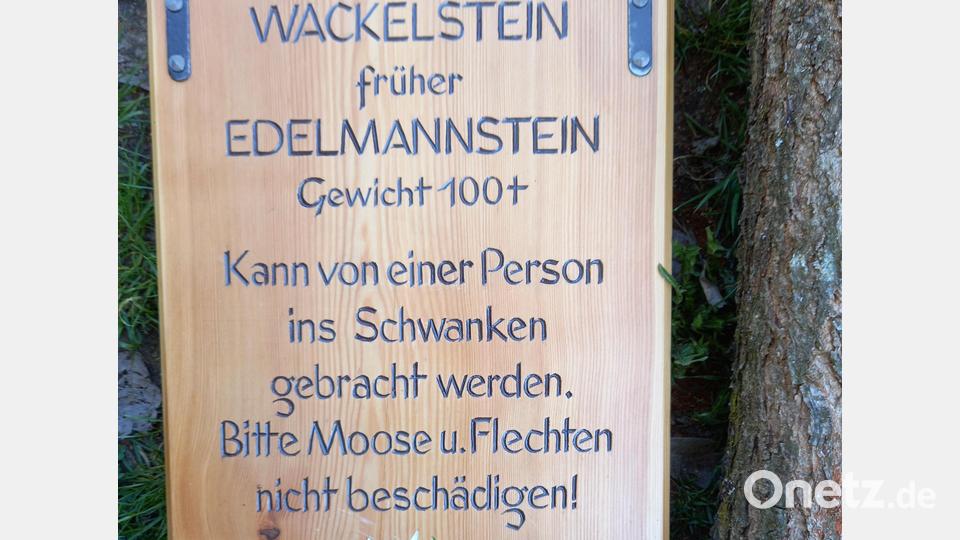 WACKELSTEIN
früher
EDELMANNSTEIN
Gewicht 100t
Kann von einer Person
ins Schwanken
gebracht werden.
Bitte Moose u. Flechten
nicht beschädigen!
Onetz.de